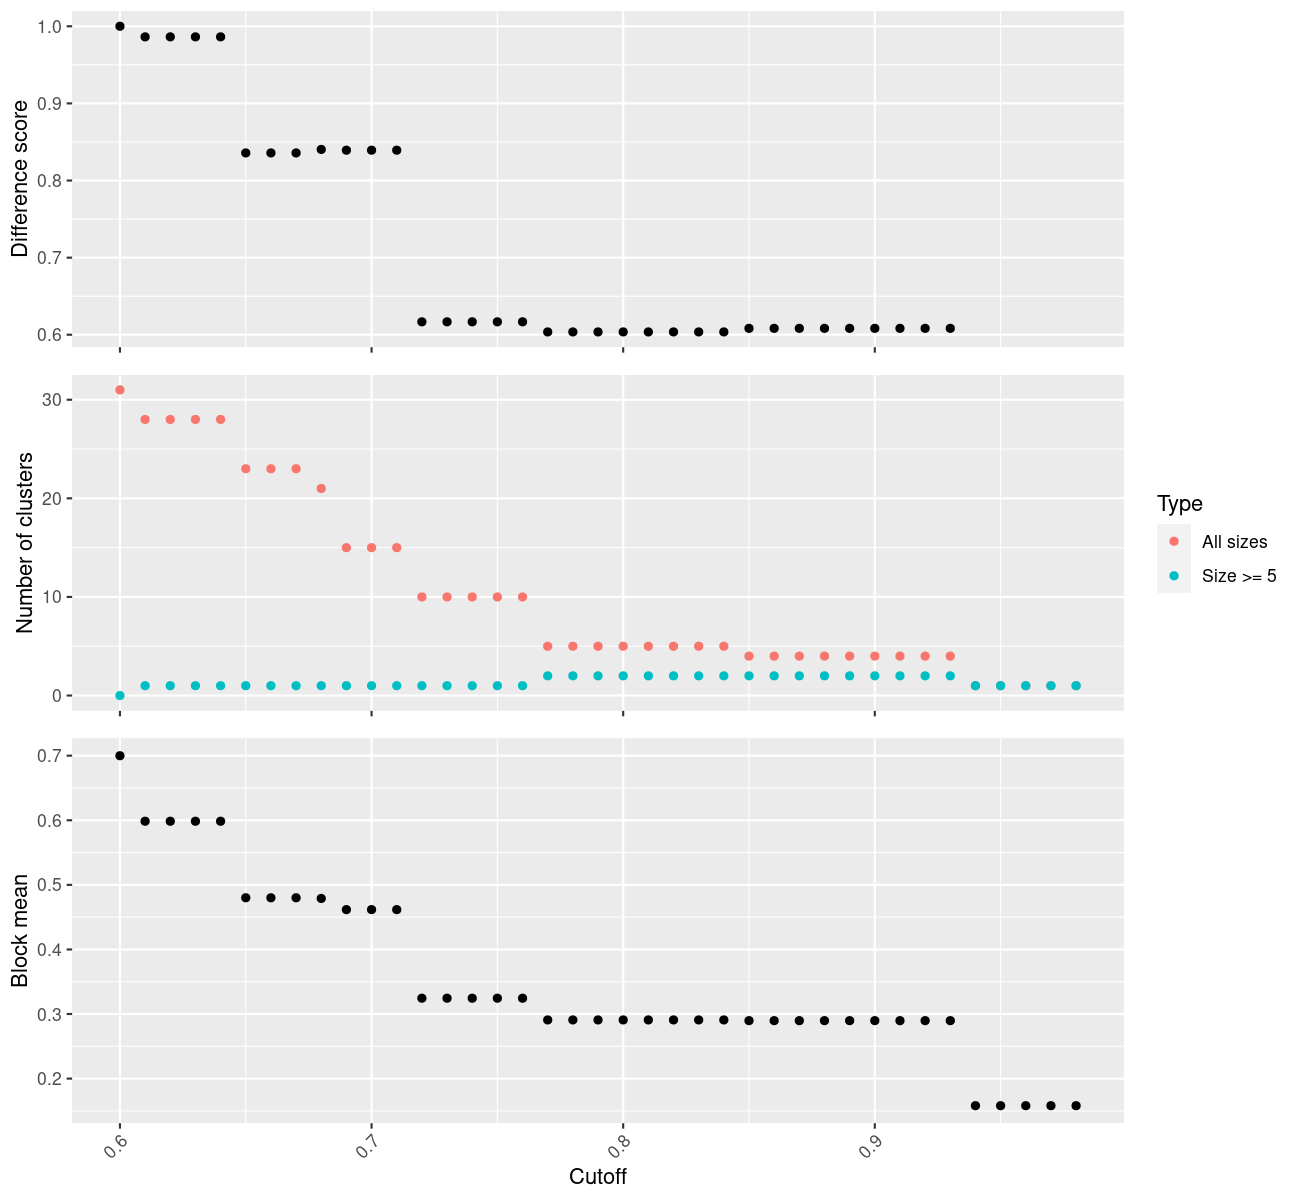 Difference score
1.0
0.9
0.8
0.7
0.6
Number of clusters
30
20
10
0
Type
All sizes
Size >= 5
Block mean
0.7
0.6
0.5
0.4
0.3
0.2
0.6 0.7 0.8 0.9
Cutoff